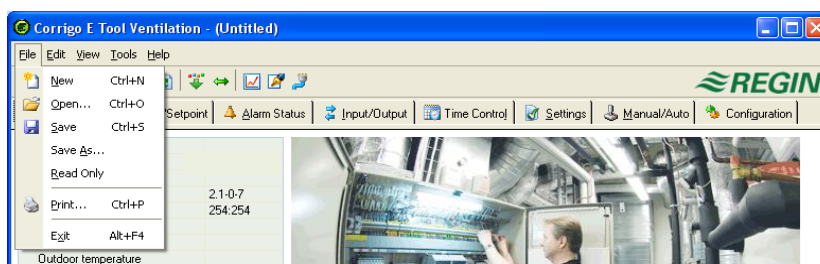 Corrigo E Tool Ventilation - (Untitled)
File Edit View Tools Help
New Ctrl+N
Open... Ctrl+O
Save Ctrl+S
Save As...
Read Only
Print... Ctrl+P
Exit Alt+F4
REGIN
/Setpoint Alarm Status Input/Output Time Control Settings Manual/Auto Configuration
2.1-0-7
254:254
Outdoor temperature